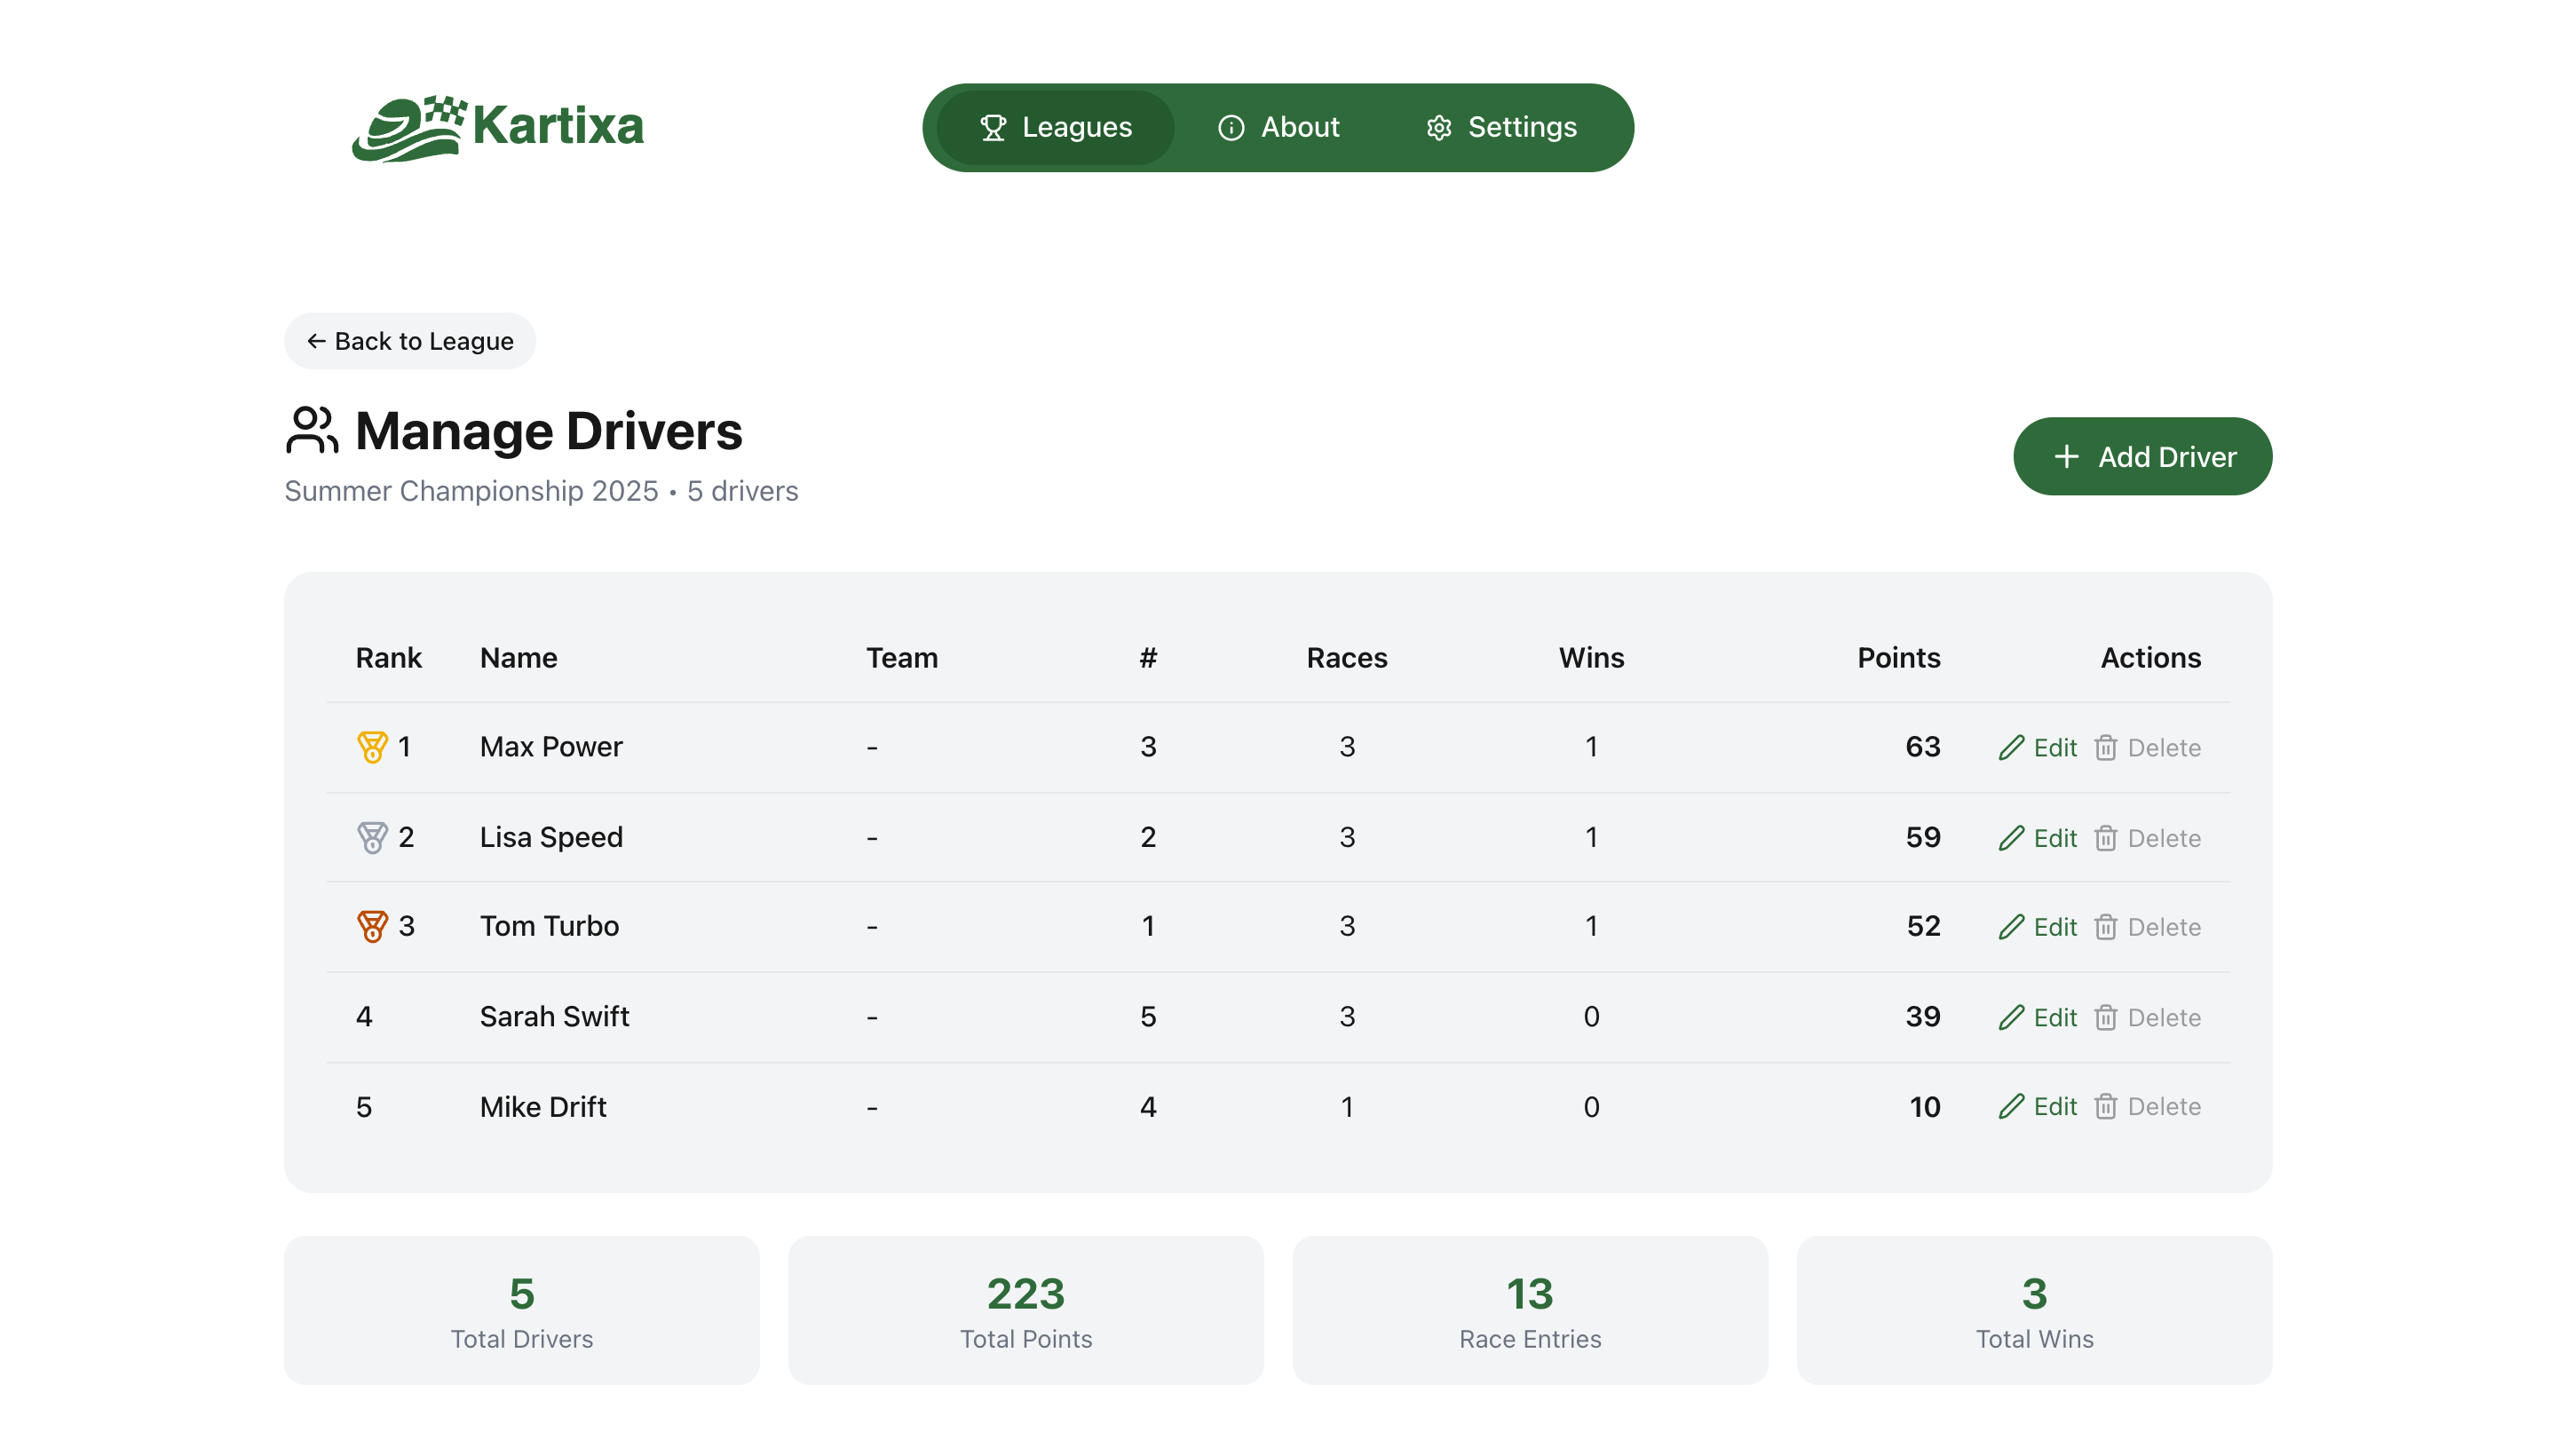 Kartixa
Leagues About Settings
← Back to League
Manage Drivers
Summer Championship 2025 • 5 drivers
+ Add Driver
Rank Name Team # Races Wins Points Actions
1 Max Power - 3 3 1 63 Edit Delete
2 Lisa Speed - 2 3 1 59 Edit Delete
3 Tom Turbo - 1 3 1 52 Edit Delete
4 Sarah Swift - 5 3 0 39 Edit Delete
5 Mike Drift - 4 1 0 10 Edit Delete
5 223 13 3
Total Drivers Total Points Race Entries Total Wins